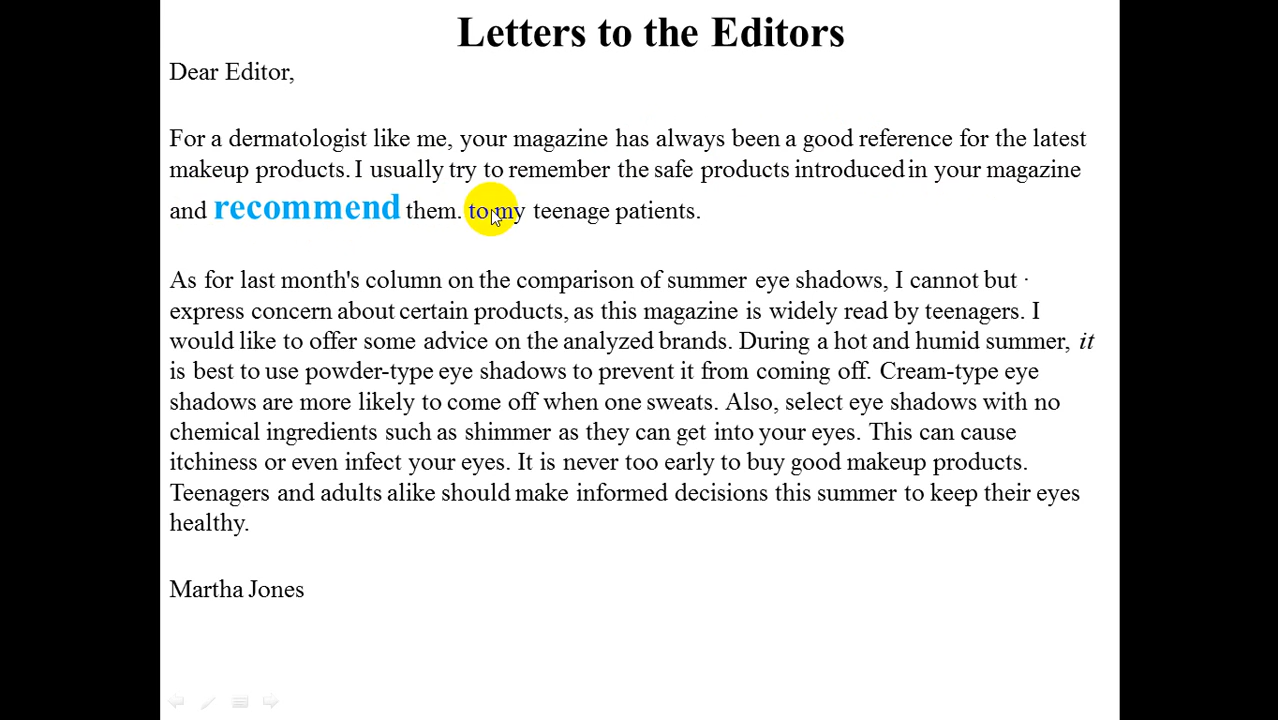 Letters to the Editors
Dear Editor,
For a dermatologist like me, your magazine has always been a good reference for the latest
makeup products. I usually try to remember the safe products introduced in your magazine
and recommend them. to my teenage patients.
As for last month's column on the comparison of summer eye shadows, I cannot but ·
express concern about certain products, as this magazine is widely read by teenagers. I
would like to offer some advice on the analyzed brands. During a hot and humid summer, it
is best to use powder-type eye shadows to prevent it from coming off. Cream-type eye
shadows are more likely to come off when one sweats. Also, select eye shadows with no
chemical ingredients such as shimmer as they can get into your eyes. This can cause
itchiness or even infect your eyes. It is never too early to buy good makeup products.
Teenagers and adults alike should make informed decisions this summer to keep their eyes
healthy.
Martha Jones